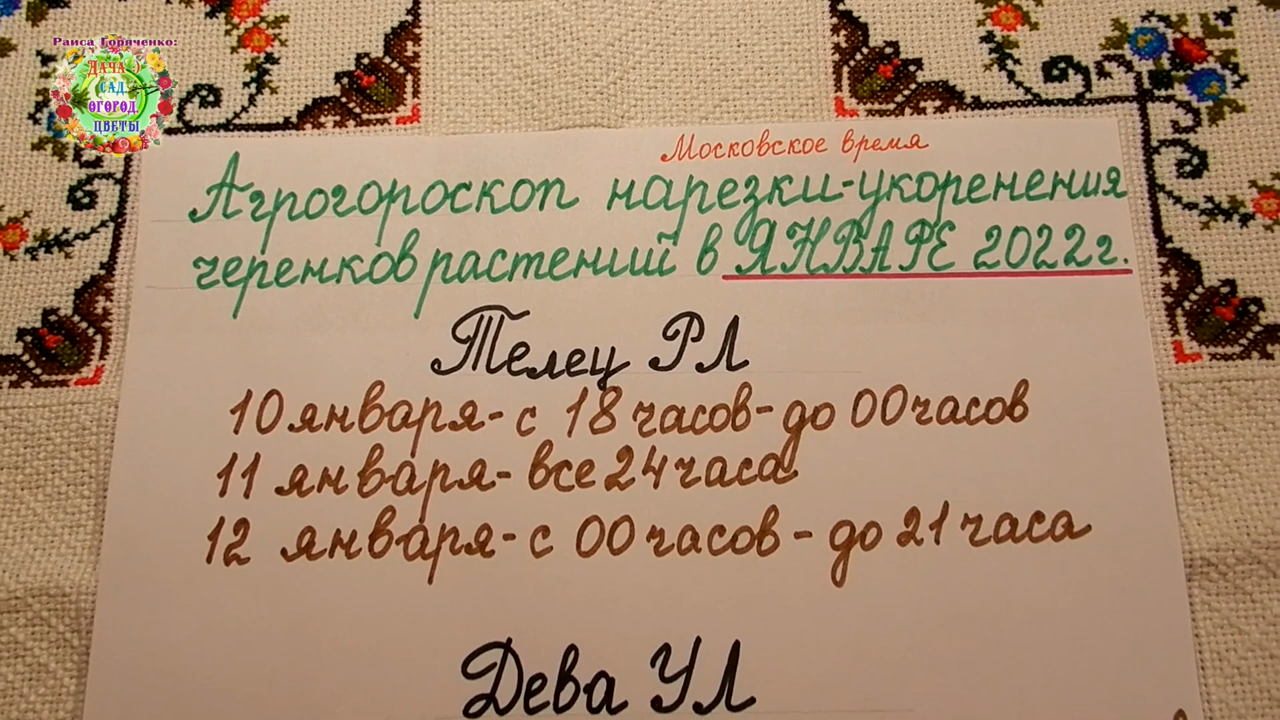 Раиса Горяченко:
ДАЧА
САД
ОГОРОД
ЦВЕТЫ
Московское время
Агрогороскоп нарезки-укоренения
черенков растений в ЯНВАРЕ 2022г.
Телец РЛ
10 января - с 18 часов - до 00 часов
11 января - все 24 часа
12 января - с 00 часов - до 21 часа
Дева УЛ